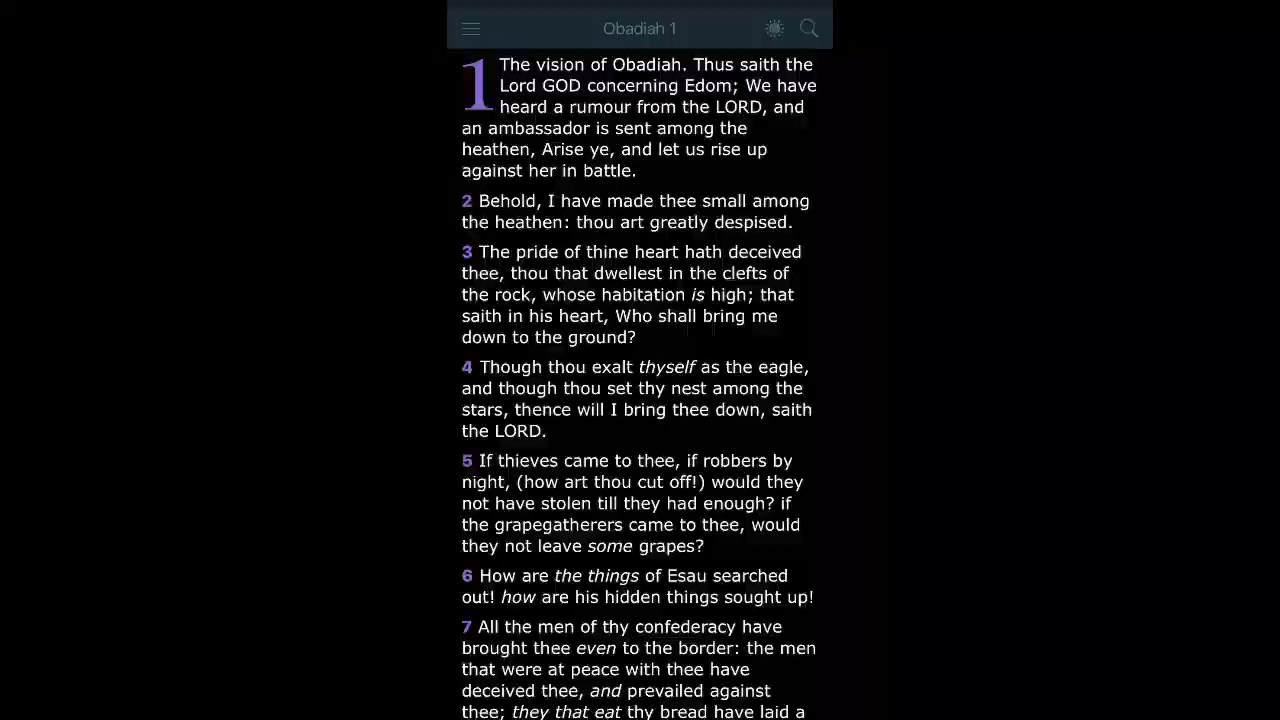 Obadiah 1
1 The vision of Obadiah. Thus saith the
Lord GOD concerning Edom; We have
heard a rumour from the LORD, and
an ambassador is sent among the
heathen, Arise ye, and let us rise up
against her in battle.
2 Behold, I have made thee small among
the heathen: thou art greatly despised.
3 The pride of thine heart hath deceived
thee, thou that dwellest in the clefts of
the rock, whose habitation is high; that
saith in his heart, Who shall bring me
down to the ground?
4 Though thou exalt thyself as the eagle,
and though thou set thy nest among the
stars, thence will I bring thee down, saith
the LORD.
5 If thieves came to thee, if robbers by
night, (how art thou cut off!) would they
not have stolen till they had enough? if
the grapegatherers came to thee, would
they not leave some grapes?
6 How are the things of Esau searched
out! how are his hidden things sought up!
7 All the men of thy confederacy have
brought thee even to the border: the men
that were at peace with thee have
deceived thee, and prevailed against
thee; they that eat thy bread have laid a